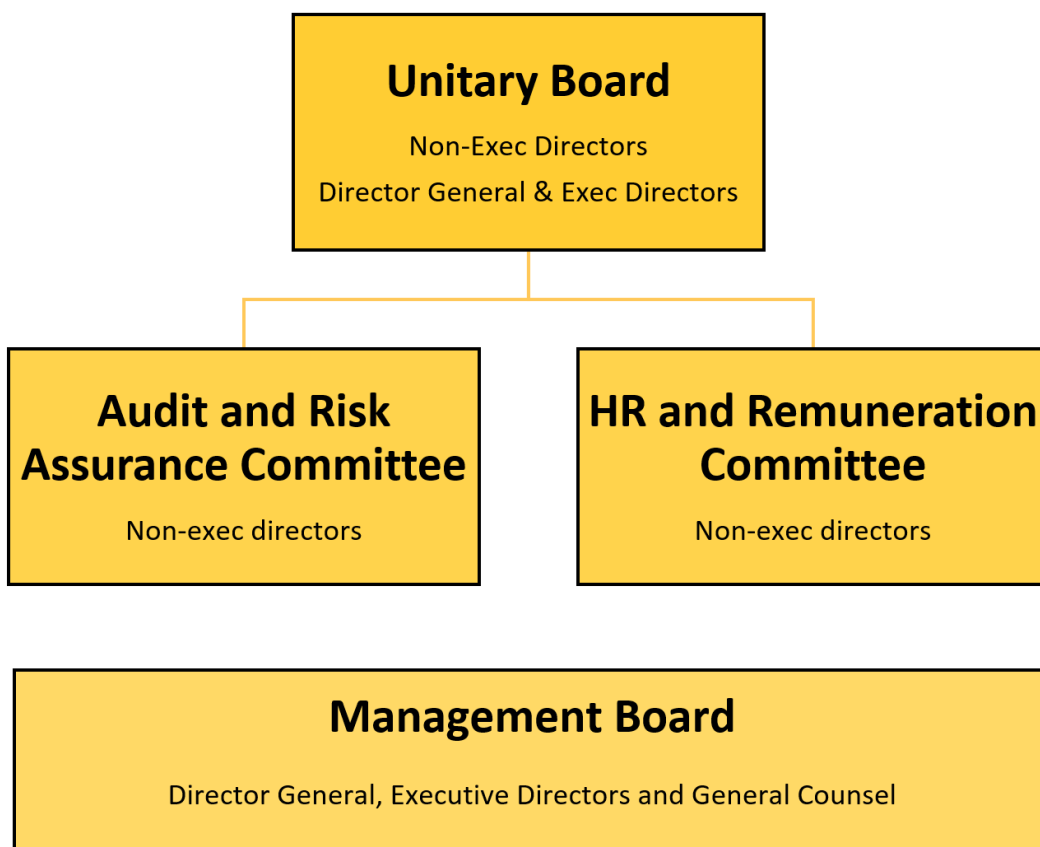 Unitary Board
Non-Exec Directors
Director General & Exec Directors
Audit and Risk
Assurance Committee
Non-exec directors
HR and Remuneration
Committee
Non-exec directors
Management Board
Director General, Executive Directors and General Counsel